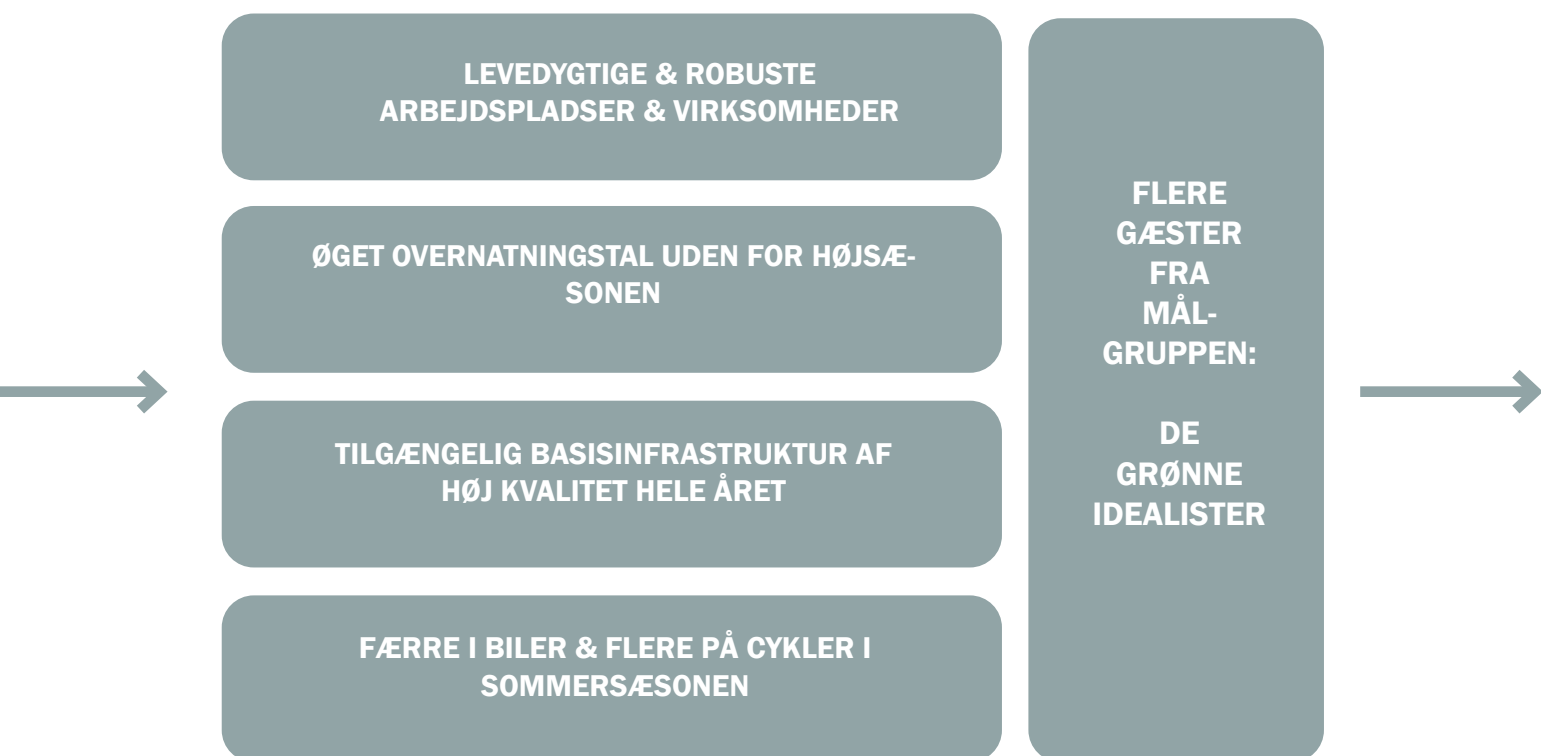 LEVEDYGTIGE & ROBUSTE
ARBEJDSPLADSER & VIRKSOMHEDER
ØGET OVERNATNINGSTAL UDEN FOR HØJSÆ-
SONEN
TILGÆNGELIG BASISINFRASTRUKTUR AF
HØJ KVALITET HELE ÅRET
FÆRRE I BILER & FLERE PÅ CYKLER I
SOMMERSÆSONEN
FLERE
GÆSTER
FRA
MÅL-
GRUPPEN:
DE
GRØNNE
IDEALISTER